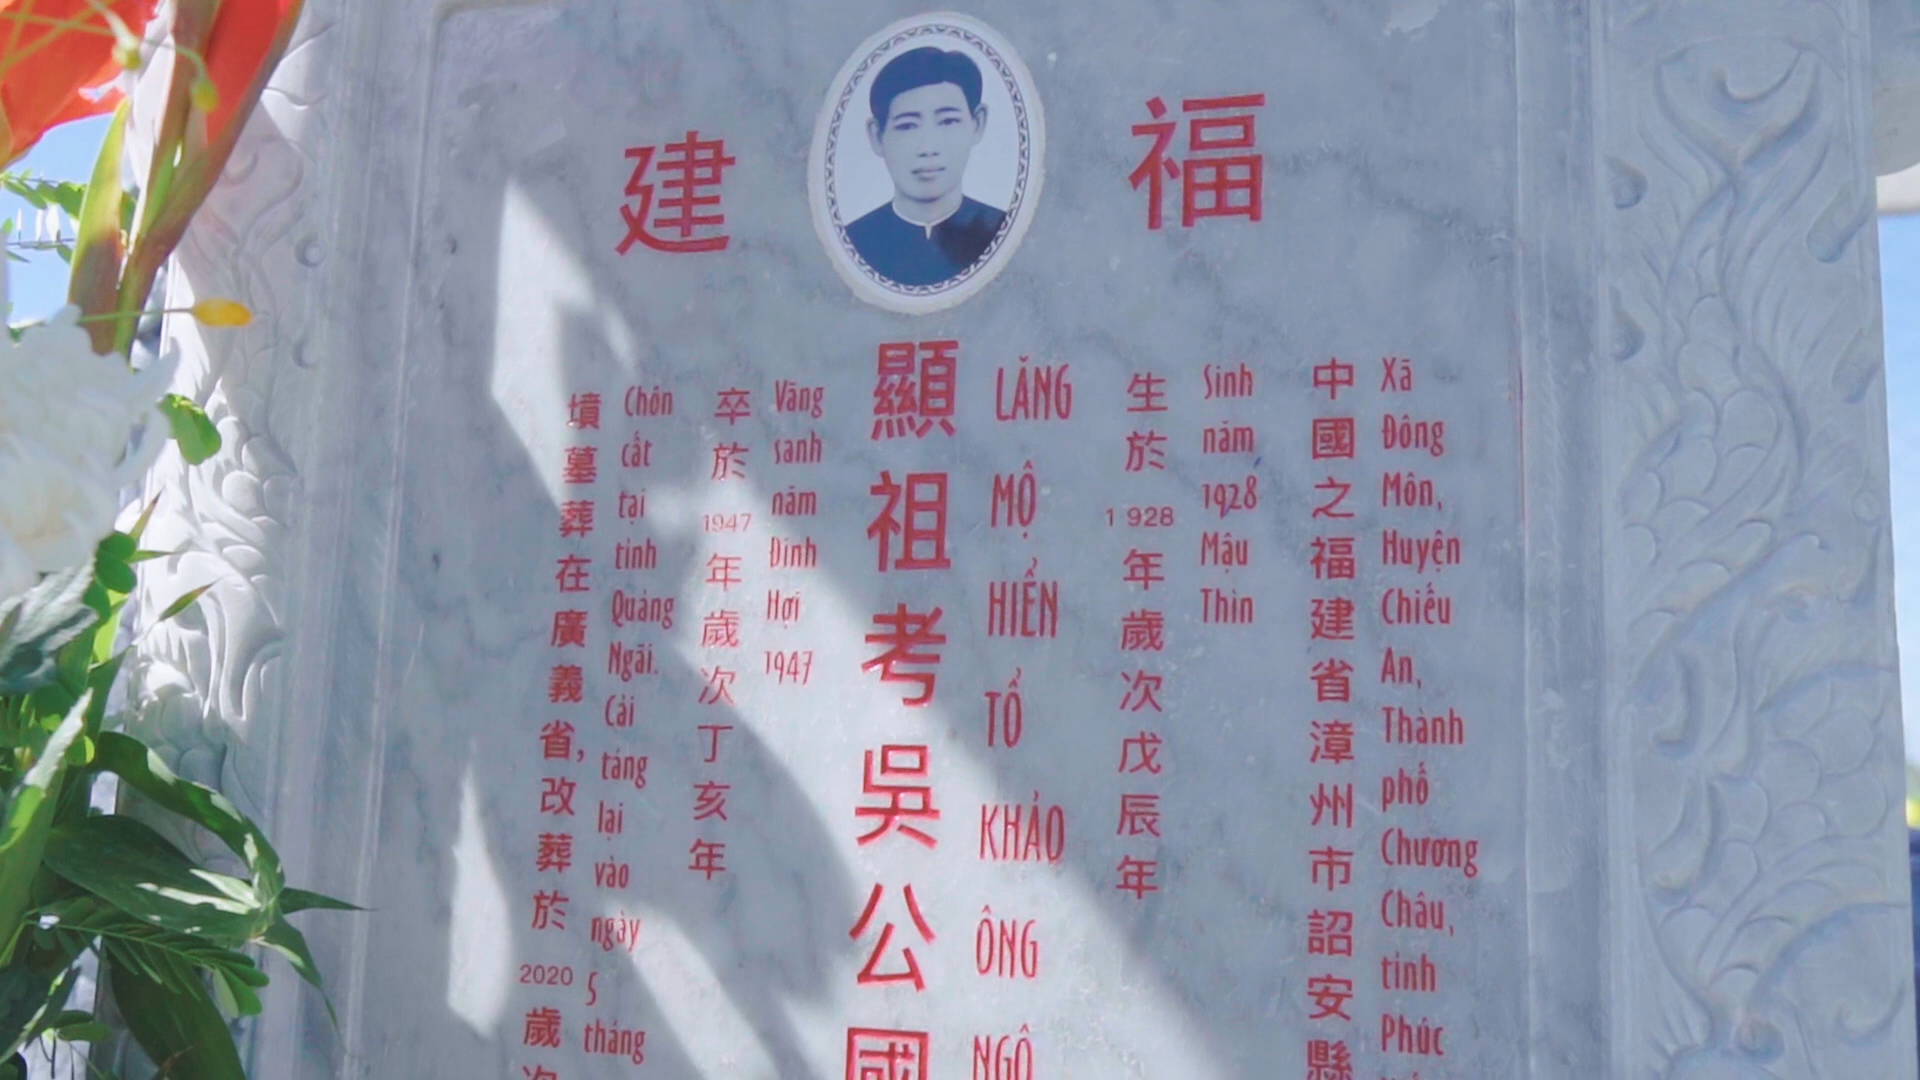 福建
中國之福建省漳州市詔安縣
Xã Đông Môn, Huyện Chiếu An, Thành phố Chương Châu, tỉnh Phúc
生於1928年歲次戊辰年
Sinh năm 1928 Mậu Thìn
顯祖考吳公國
LĂNG MỘ HIỂN TỔ KHẢO ÔNG NGÔ
卒於1947年歲次丁亥年
Vãng sanh năm Đinh Hợi 1947
墳墓葬在廣義省,改葬於2020歲次
Chôn cất tại tỉnh Quảng Ngãi. Cải táng lại vào ngày 5 tháng